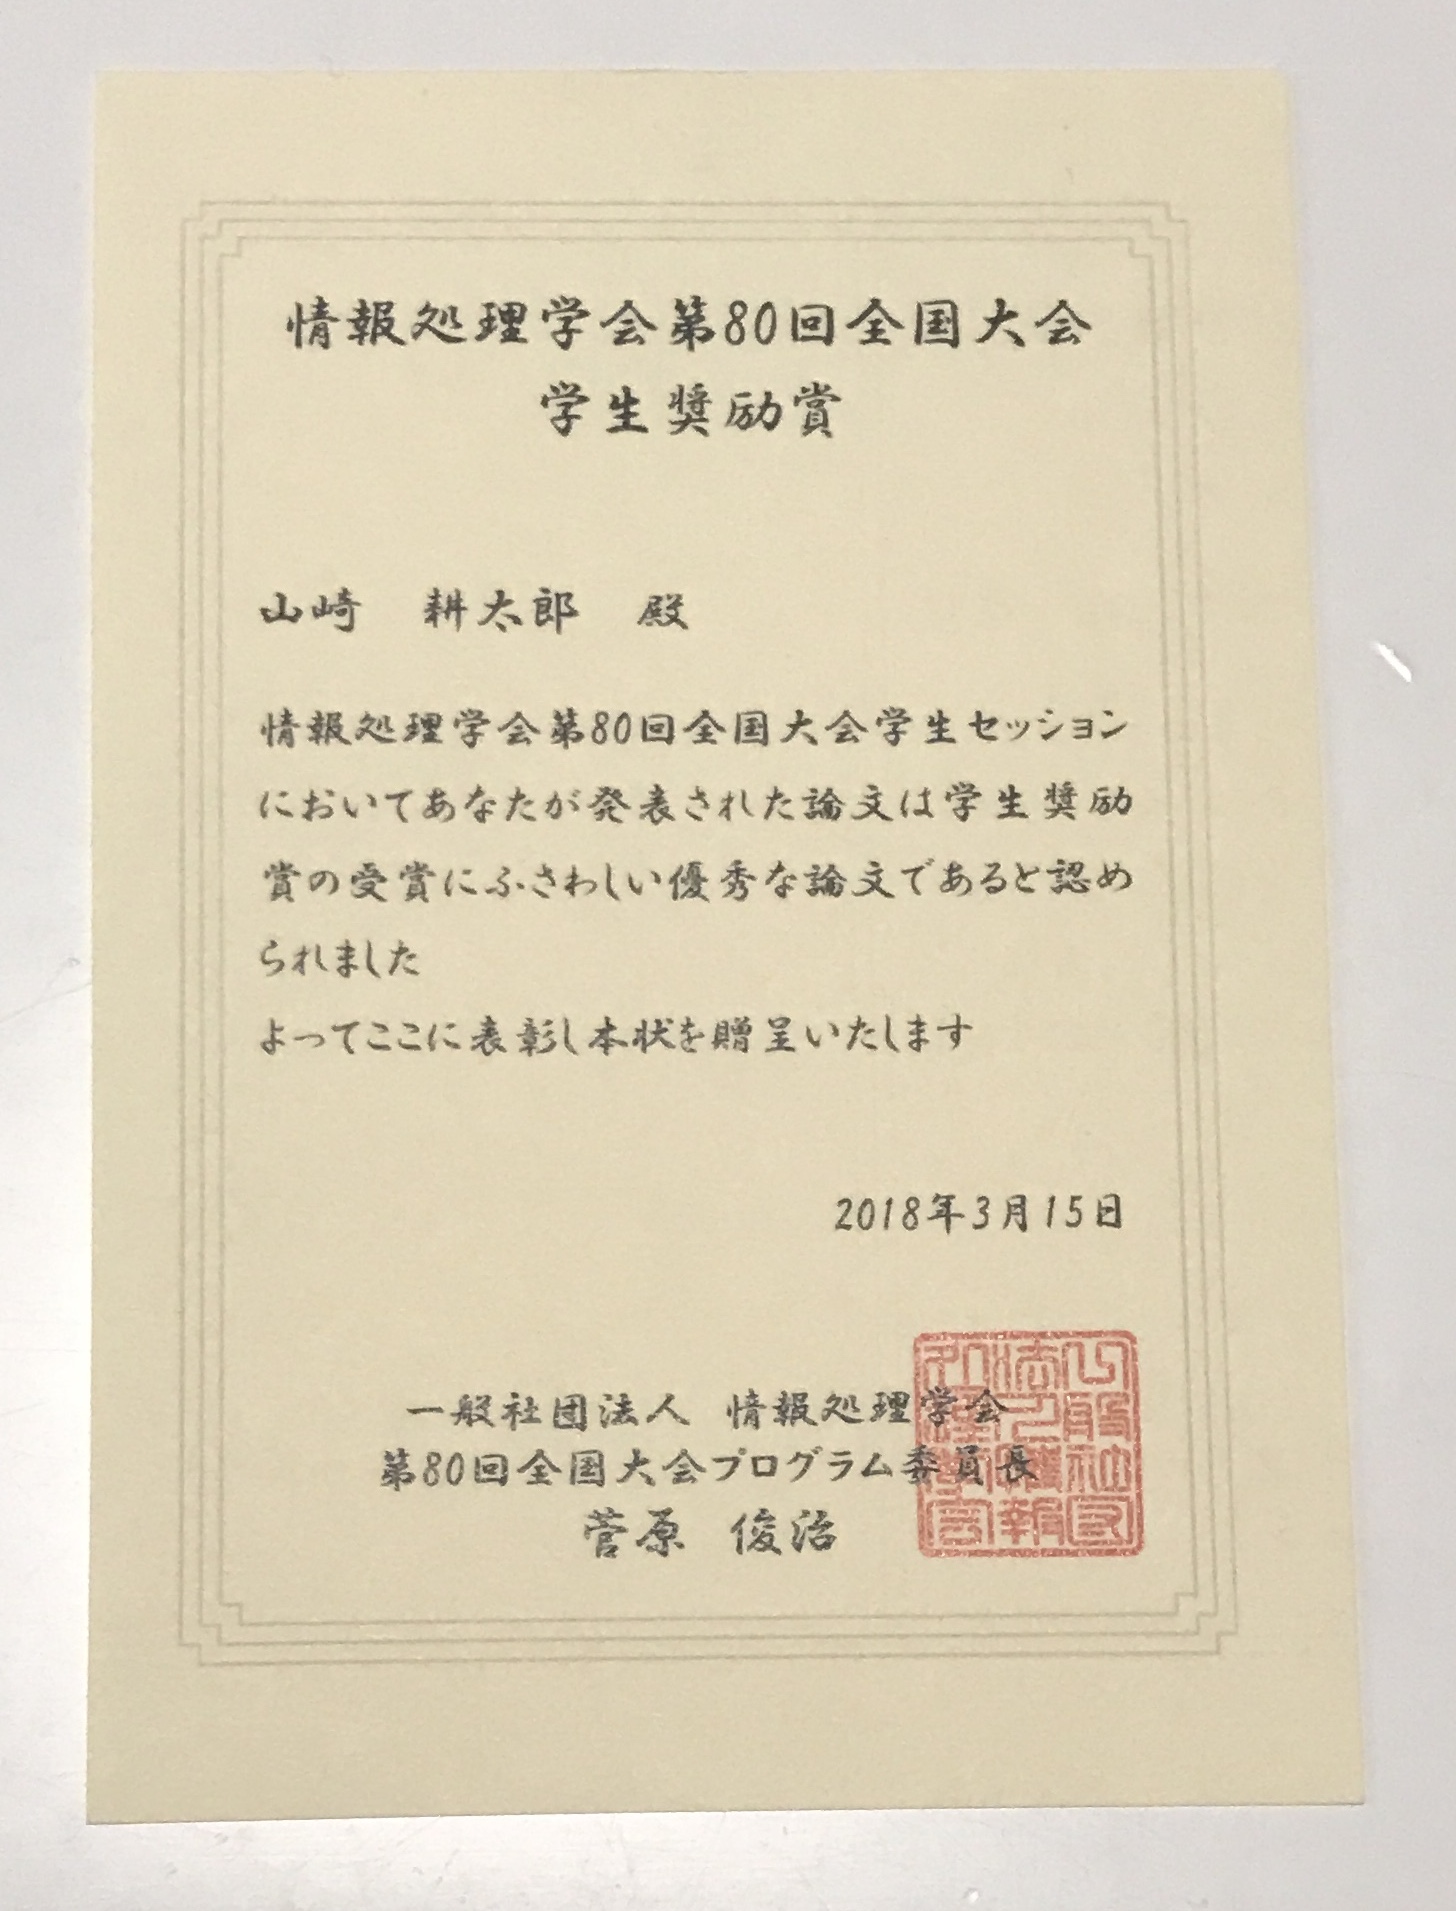 情報処理学会第80回全国大会
学生奨励賞
山崎　耕太郎　殿
情報処理学会第80回全国大会学生セッション
においてあなたが発表された論文は学生奨励
賞の受賞にふさわしい優秀な論文であると認め
られました
よってここに表彰し本状を贈呈いたします
2018年3月15日
一般社団法人　情報処理学会
第80回全国大会プログラム委員長
菅原　俊治